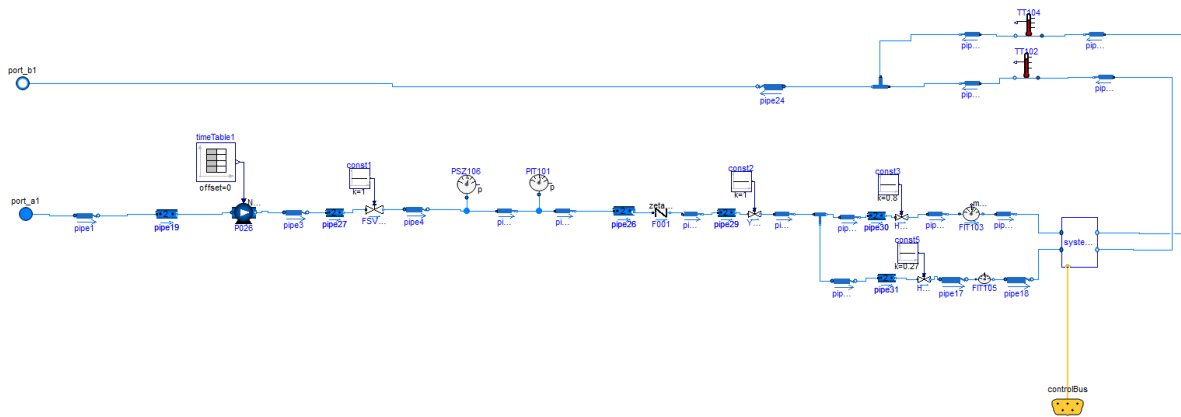 TT104
pip...
pip...
TT102
port_b1
pipe24
pip...
pip...
timeTable1
offset=0
const1
k=1
PSZ106
p
PIT101
p
const2
k=1
const3
k=0.8
port_a1
pipe1
pipe19
N...
P026
pipe3
pipe27
FSV...
pipe4
pi...
pi...
pipe26
zeta...
F001
pi...
pipe29
Y...
pi...
pip...
pipe30
H...
pip...
m...
FIT103
pip...
const5
k=0.27
syste...
pip...
pipe31
H...
pipe17
FIT105
pipe18
controlBus